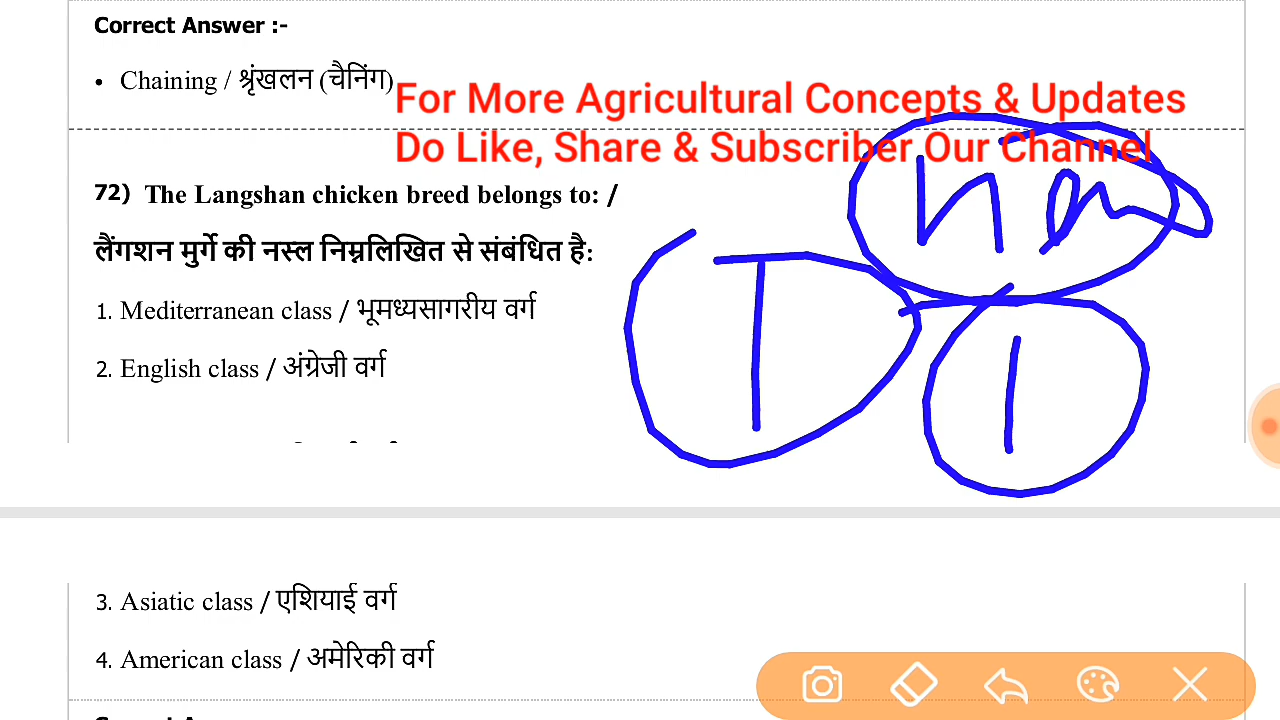 Correct Answer :-
• Chaining / श्रृंखलन (चैनिंग)
For More Agricultural Concepts & Updates
Do Like, Share & Subscriber Our Channel
72) The Langshan chicken breed belongs to: /
लैंगशन मुर्गे की नस्ल निम्नलिखित से संबंधित है:
1. Mediterranean class / भूमध्यसागरीय वर्ग
2. English class / अंग्रेजी वर्ग
3. Asiatic class / एशियाई वर्ग
4. American class / अमेरिकी वर्ग